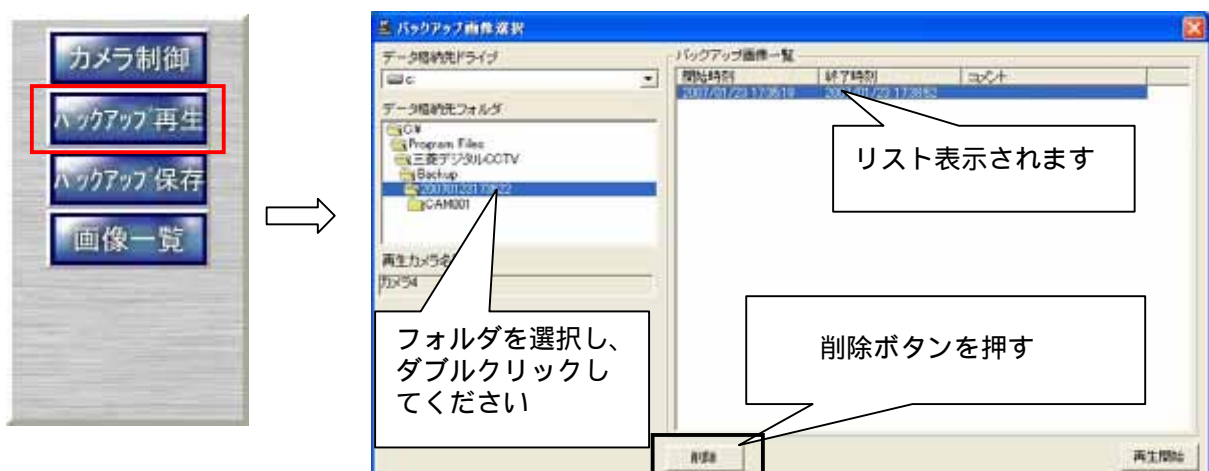 カメラ制御
バックアップ再生
バックアップ保存
画像一覧
バックアップ画像選択
データ格納先ドライブ
c
データ格納先フォルダ
C¥
Program Files
三菱デジタルCCTV
Backup
CAM001
再生カメラ名
カメラ4
バックアップ画像一覧
開始時刻 終了時刻 コメント
リスト表示されます
フォルダを選択し、
ダブルクリックし
てください
削除ボタンを押す
削除
再生開始